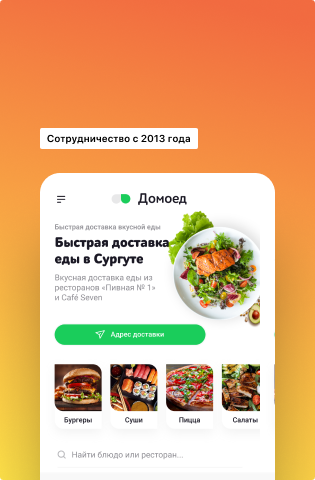 Сотрудничество с 2013 года
Домоед
Быстрая доставка вкусной еды
Быстрая доставка
еды в Сургуте
Вкусная доставка еды из
ресторанов «Пивная № 1»
и Café Seven
Адрес доставки
Бургеры
Суши
Пицца
Салаты
Найти блюдо или ресторан...